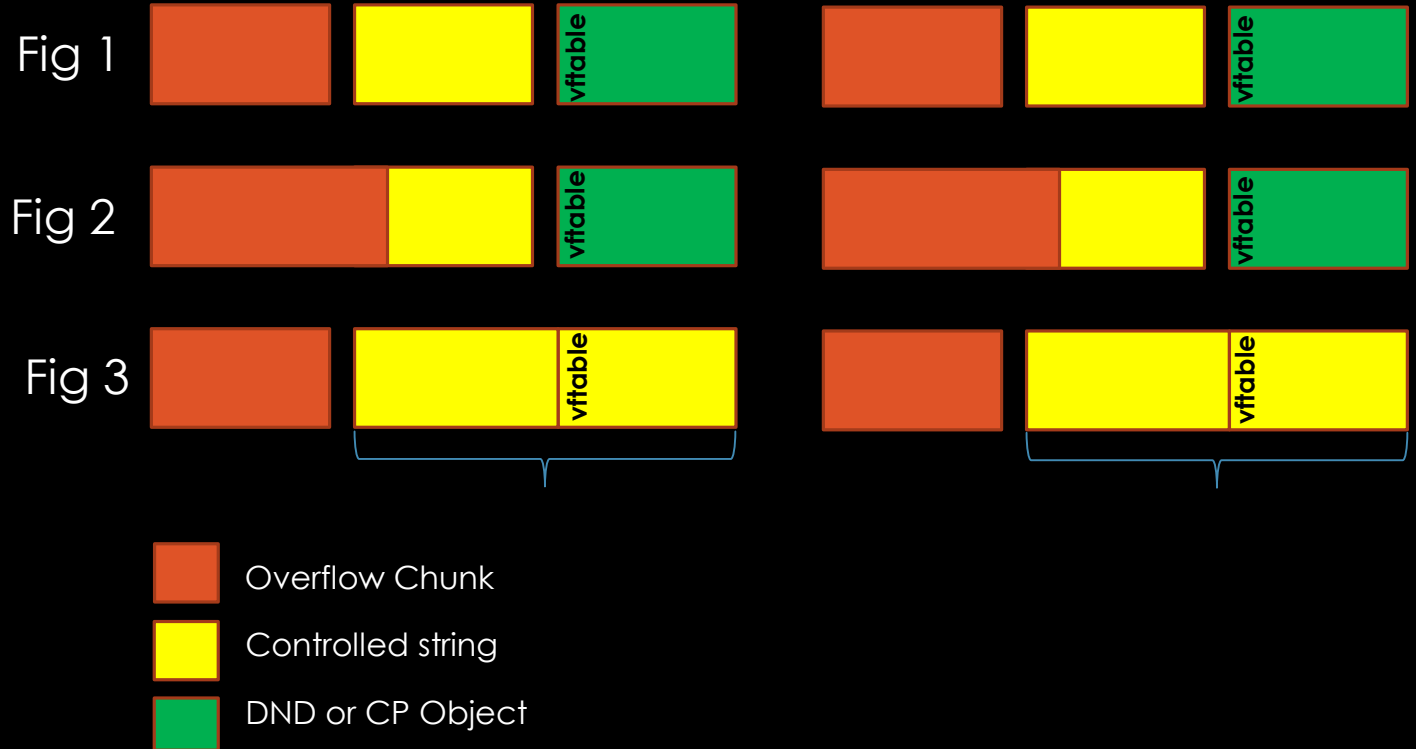 Fig 1
vftable
vftable
Fig 2
vftable
vftable
Fig 3
vftable
vftable
Overflow Chunk
Controlled string
DND or CP Object